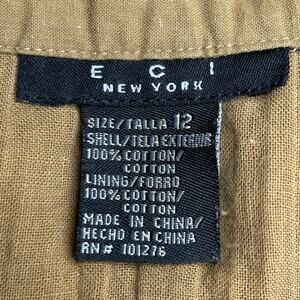 E C I
NEW YORK
SIZE/TALLA 12
SHELL/TELA EXTERIOR
100% COTTON/
COTTON
LINING/FORRO
100% COTTON/
COTTON
MADE IN CHINA/
HECHO EN CHINA
RN# 101276